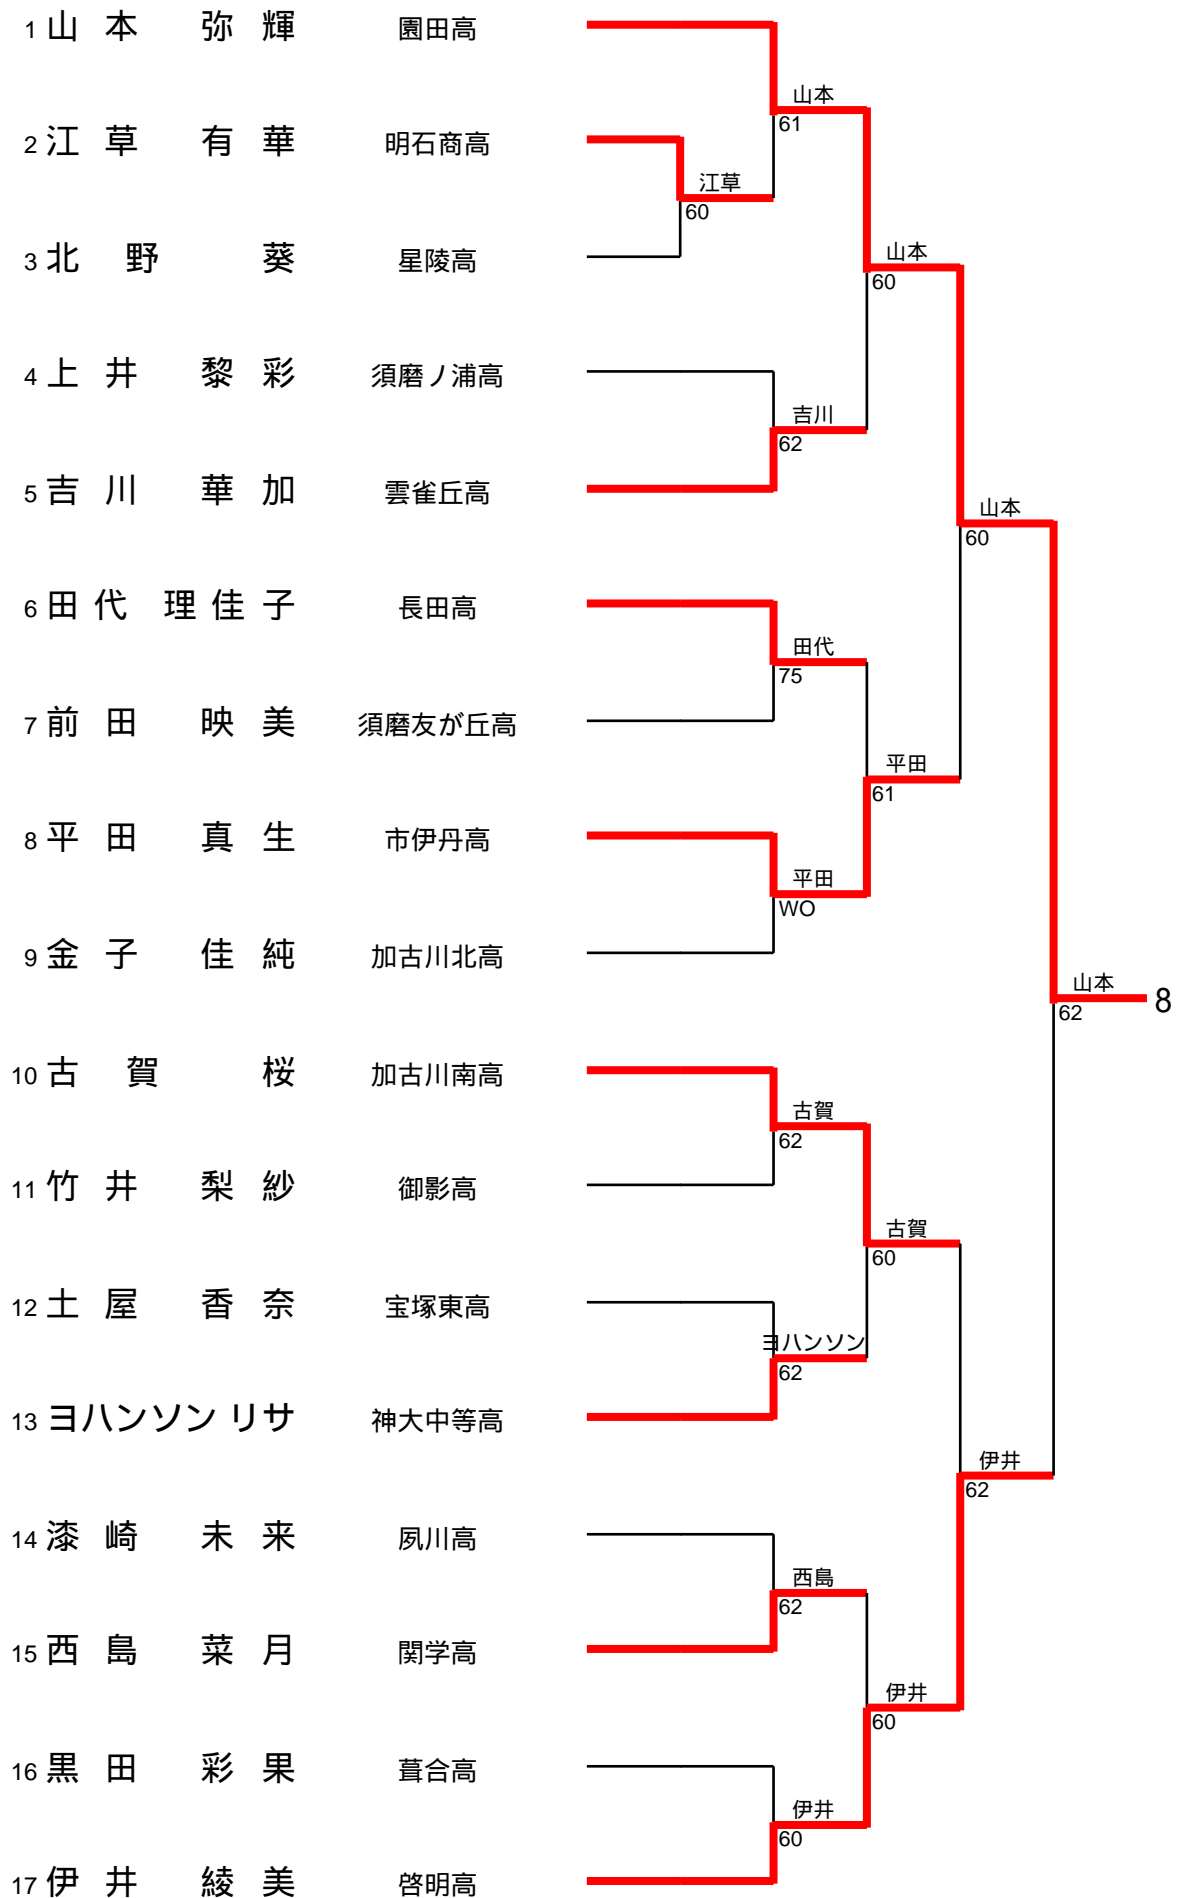 1 山本 弥輝 園田高
山本
61
2 江草 有華 明石商高
江草
60
3 北野 葵 星陵高
山本
60
4 上井 黎彩 須磨ノ浦高
吉川
62
5 吉川 華加 雲雀丘高
山本
60
6 田代 理佳子 長田高
田代
75
7 前田 映美 須磨友が丘高
平田
61
8 平田 真生 市伊丹高
平田
WO
9 金子 佳純 加古川北高
山本
62
8
10 古賀 桜 加古川南高
古賀
62
11 竹井 梨紗 御影高
古賀
60
12 土屋 香奈 宝塚東高
ヨハンソン
62
13 ヨハンソン リサ 神大中等高
伊井
62
14 漆崎 未来 夙川高
西島
62
15 西島 菜月 関学高
伊井
60
16 黒田 彩果 葺合高
伊井
60
17 伊井 綾美 啓明高